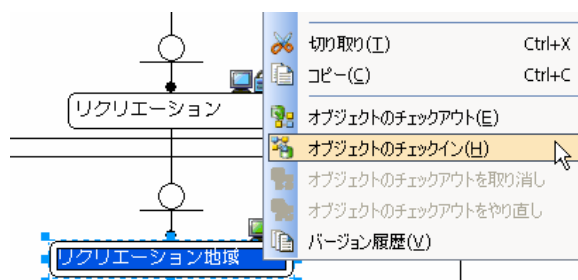 切り取り(T)　Ctrl+X
コピー(C)　Ctrl+C
リクリエーション
オブジェクトのチェックアウト(E)
オブジェクトのチェックイン(H)
オブジェクトのチェックアウトを取り消し
オブジェクトのチェックアウトをやり直し
バージョン履歴(V)
リクリエーション地域